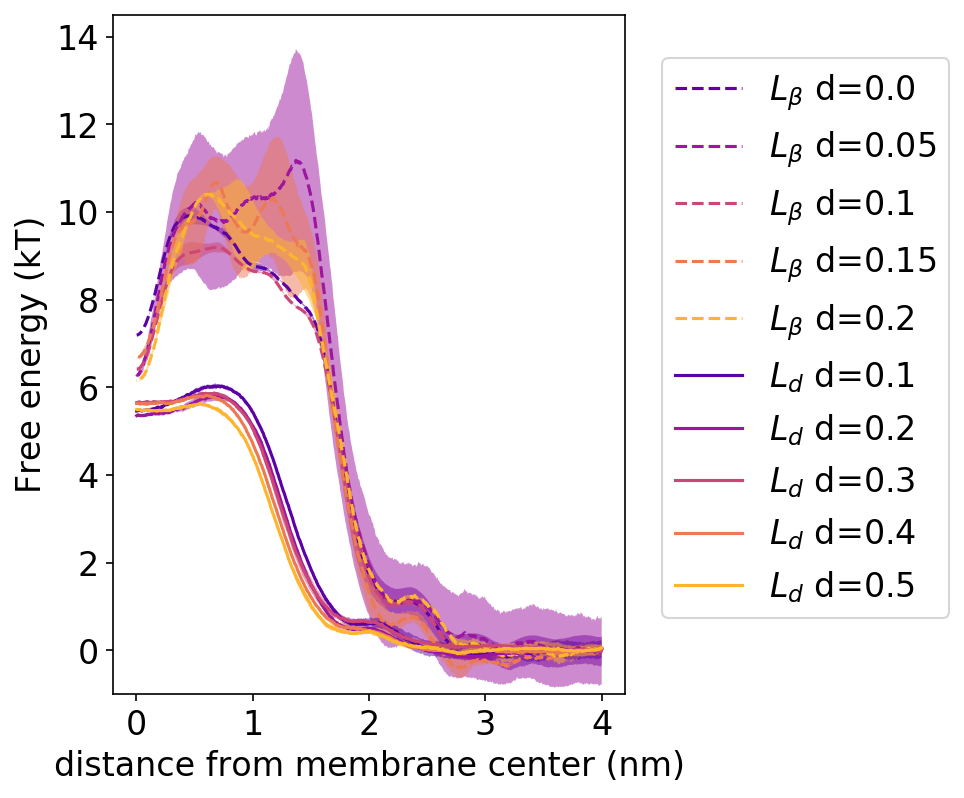 Free energy (kT)
14
12
10
8
6
4
2
0
0 1 2 3 4
distance from membrane center (nm)
Lβ d=0.0
Lβ d=0.05
Lβ d=0.1
Lβ d=0.15
Lβ d=0.2
Ld d=0.1
Ld d=0.2
Ld d=0.3
Ld d=0.4
Ld d=0.5